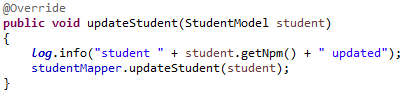 @Override
public void updateStudent(StudentModel student)
{
    log.info("student " + student.getNpm() + " updated");
    studentMapper.updateStudent(student);
}